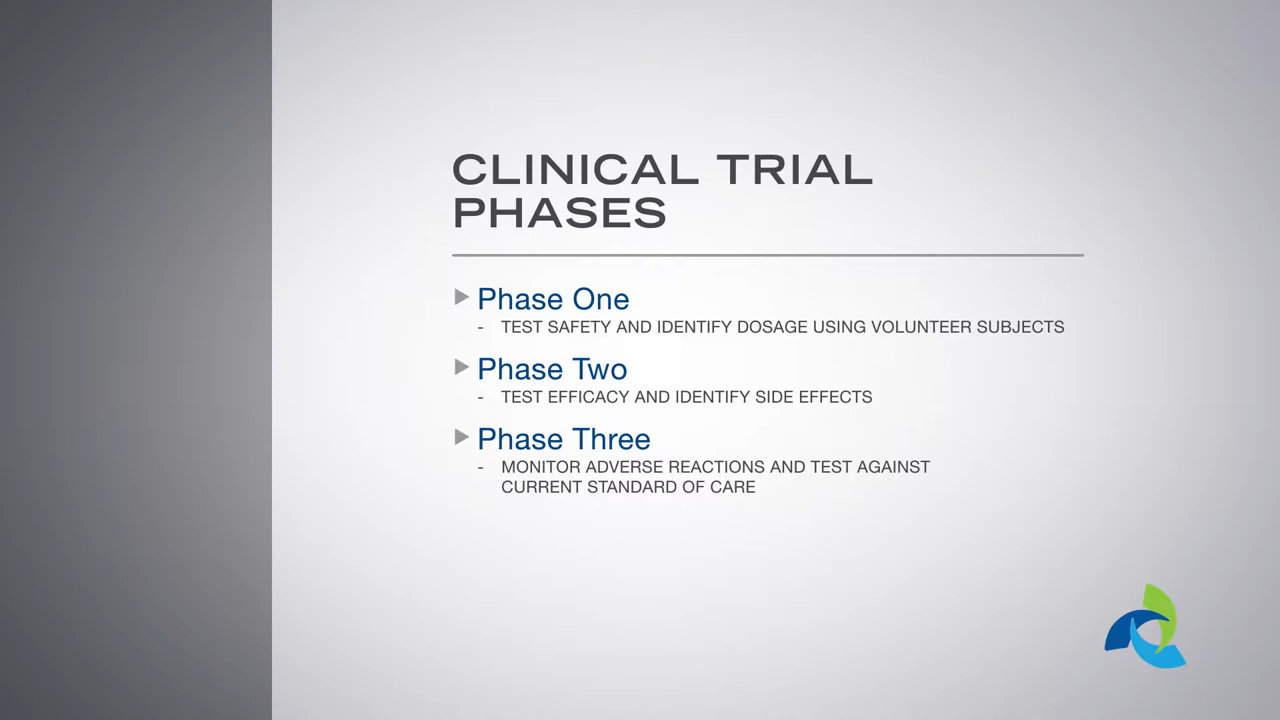 CLINICAL TRIAL
PHASES
Phase One
- TEST SAFETY AND IDENTIFY DOSAGE USING VOLUNTEER SUBJECTS
Phase Two
- TEST EFFICACY AND IDENTIFY SIDE EFFECTS
Phase Three
- MONITOR ADVERSE REACTIONS AND TEST AGAINST
CURRENT STANDARD OF CARE